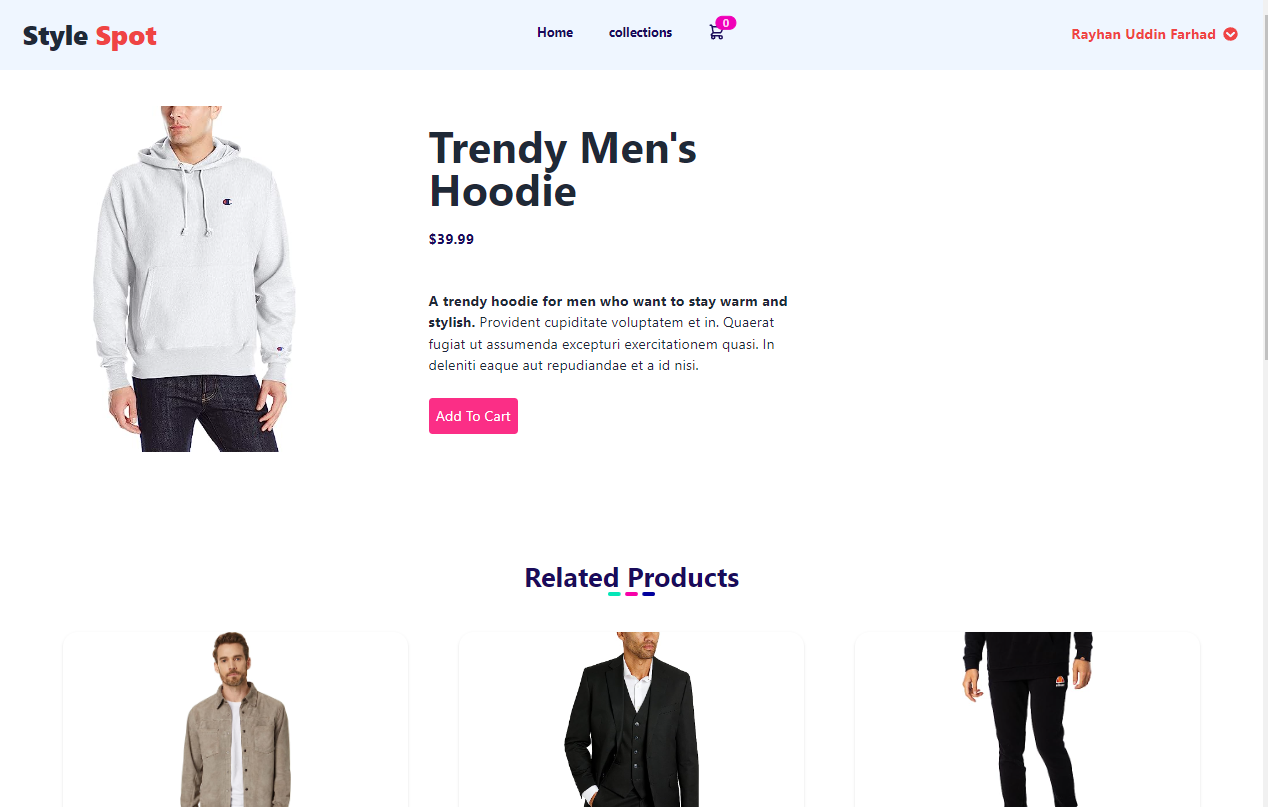 Style Spot
Home
collections
0
Rayhan Uddin Farhad
Trendy Men's
Hoodie
$39.99
A trendy hoodie for men who want to stay warm and
stylish. Provident cupiditate voluptatem et in. Quaerat
fugiat ut assumenda excepturi exercitationem quasi. In
deleniti eaque aut repudiandae et a id nisi.
Add To Cart
Related Products